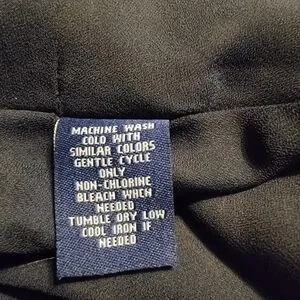 MACHINE WASH
COLD WITH
SIMILAR COLORS
GENTLE CYCLE
ONLY
NON-CHLORINE
BLEACH WHEN
NEEDED
TUMBLE DRY LOW
COOL IRON IF
NEEDED